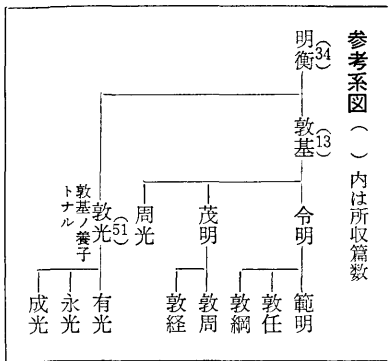 参考系図（　）内は所収篇数
明衡(34)
敦基(13)
敦光(51)
敦基ノ養子
トナル
令明
茂明
周光
範明
敦任
敦綱
敦周
敦経
有光
永光
成光